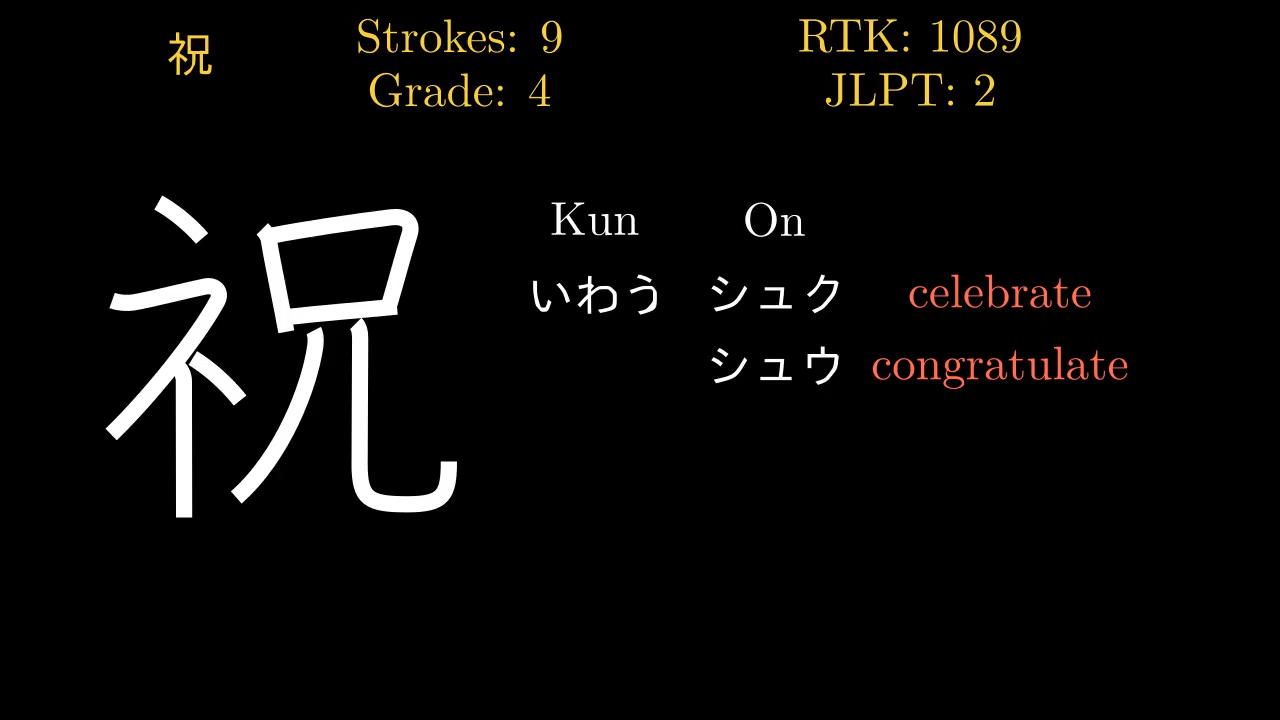 祝
Strokes: 9
Grade: 4
RTK: 1089
JLPT: 2
祝
Kun On
いわう シュク celebrate
シュウ congratulate